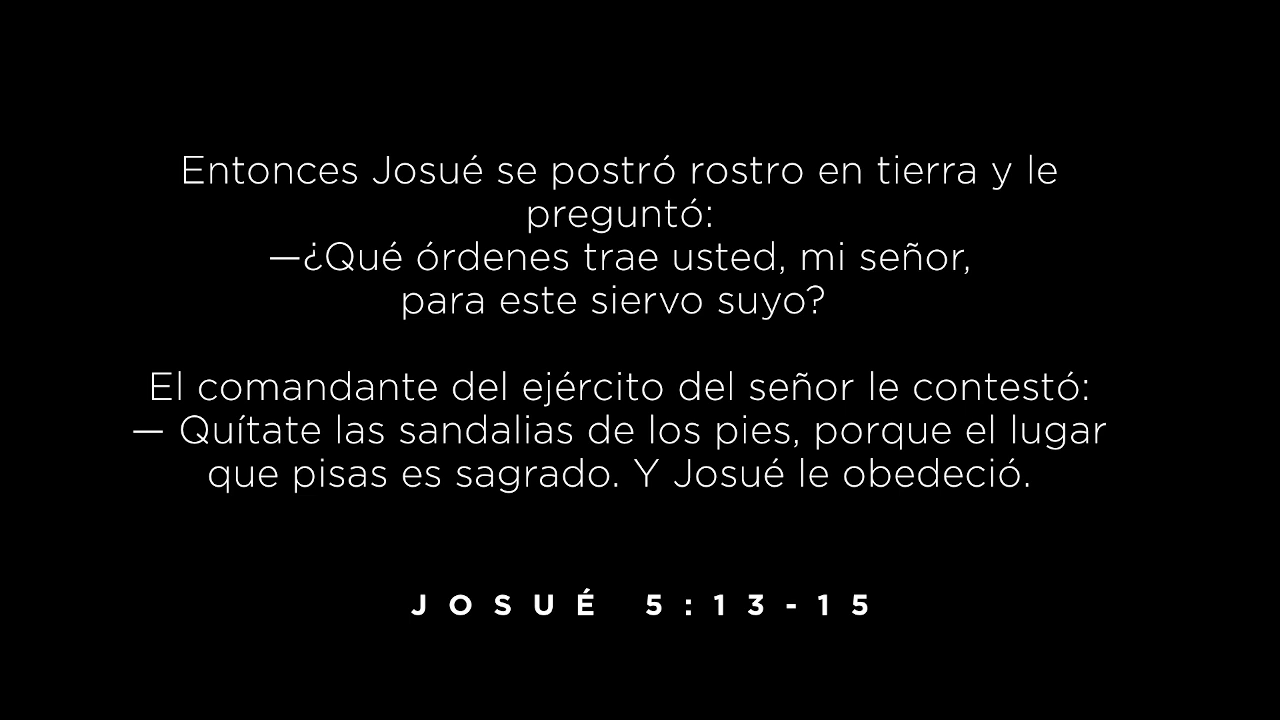 Entonces Josué se postró rostro en tierra y le
preguntó:
—¿Qué órdenes trae usted, mi señor,
para este siervo suyo?
El comandante del ejército del señor le contestó:
— Quítate las sandalias de los pies, porque el lugar
que pisas es sagrado. Y Josué le obedeció.
JOSUÉ 5:13-15